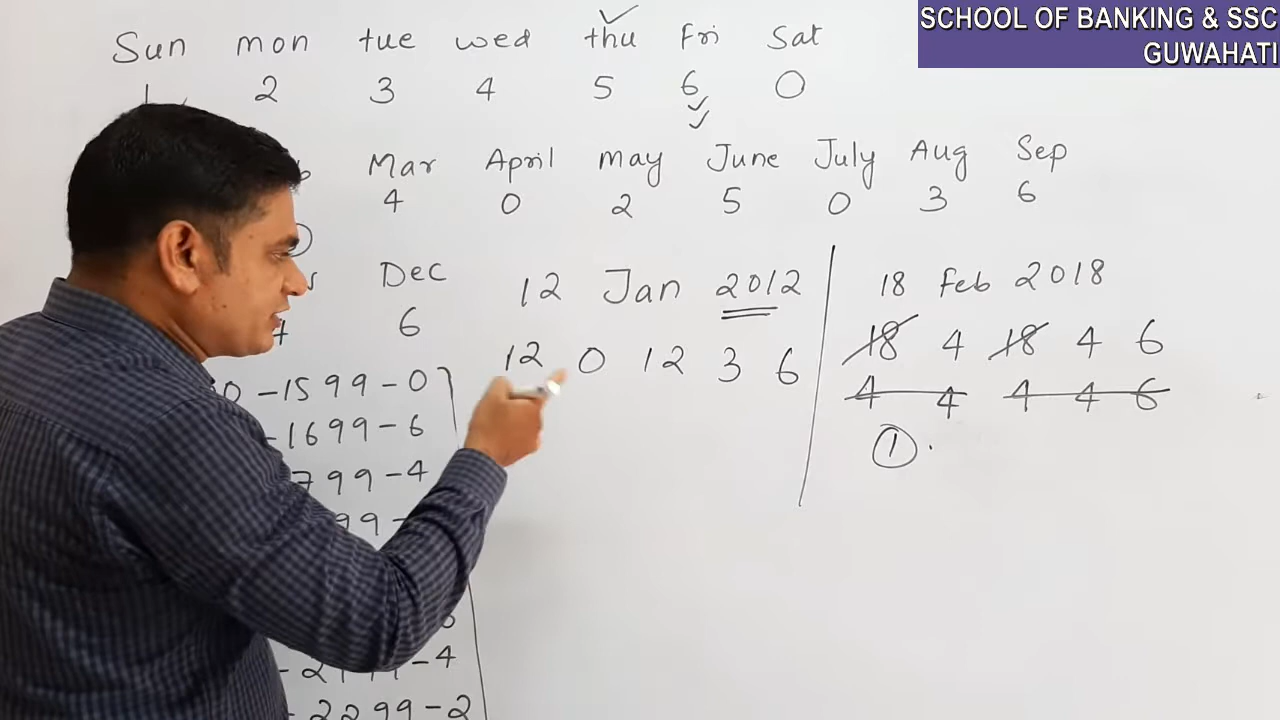 SCHOOL OF BANKING & SSC
GUWAHATI
Sun mon tue wed thu Fri Sat
1 2 3 4 5 6 0
Mar April may June July Aug Sep
4 0 2 5 0 3 6
Dec
6
12 Jan 2012
12 0 12 3 6
18 Feb 2018
18 4 18 4 6
4 4 4 4 6
1
0 - 1599 - 0
- 1699 - 6
799 - 4
99 -
- 4
- 2299 - 2